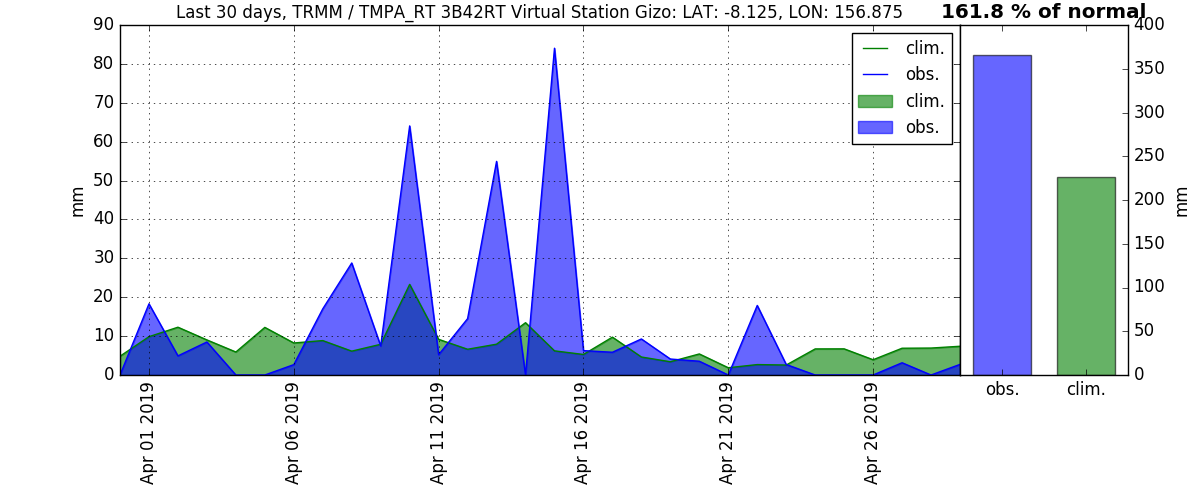 Last 30 days, TRMM / TMPA_RT 3B42RT Virtual Station Gizo: LAT: -8.125, LON: 156.875
161.8 % of normal
90
80
70
60
50
40
30
20
10
0
mm
clim.
obs.
clim.
obs.
400
350
300
250
200
150
100
50
0
mm
Apr 01 2019
Apr 06 2019
Apr 11 2019
Apr 16 2019
Apr 21 2019
Apr 26 2019
obs.
clim.